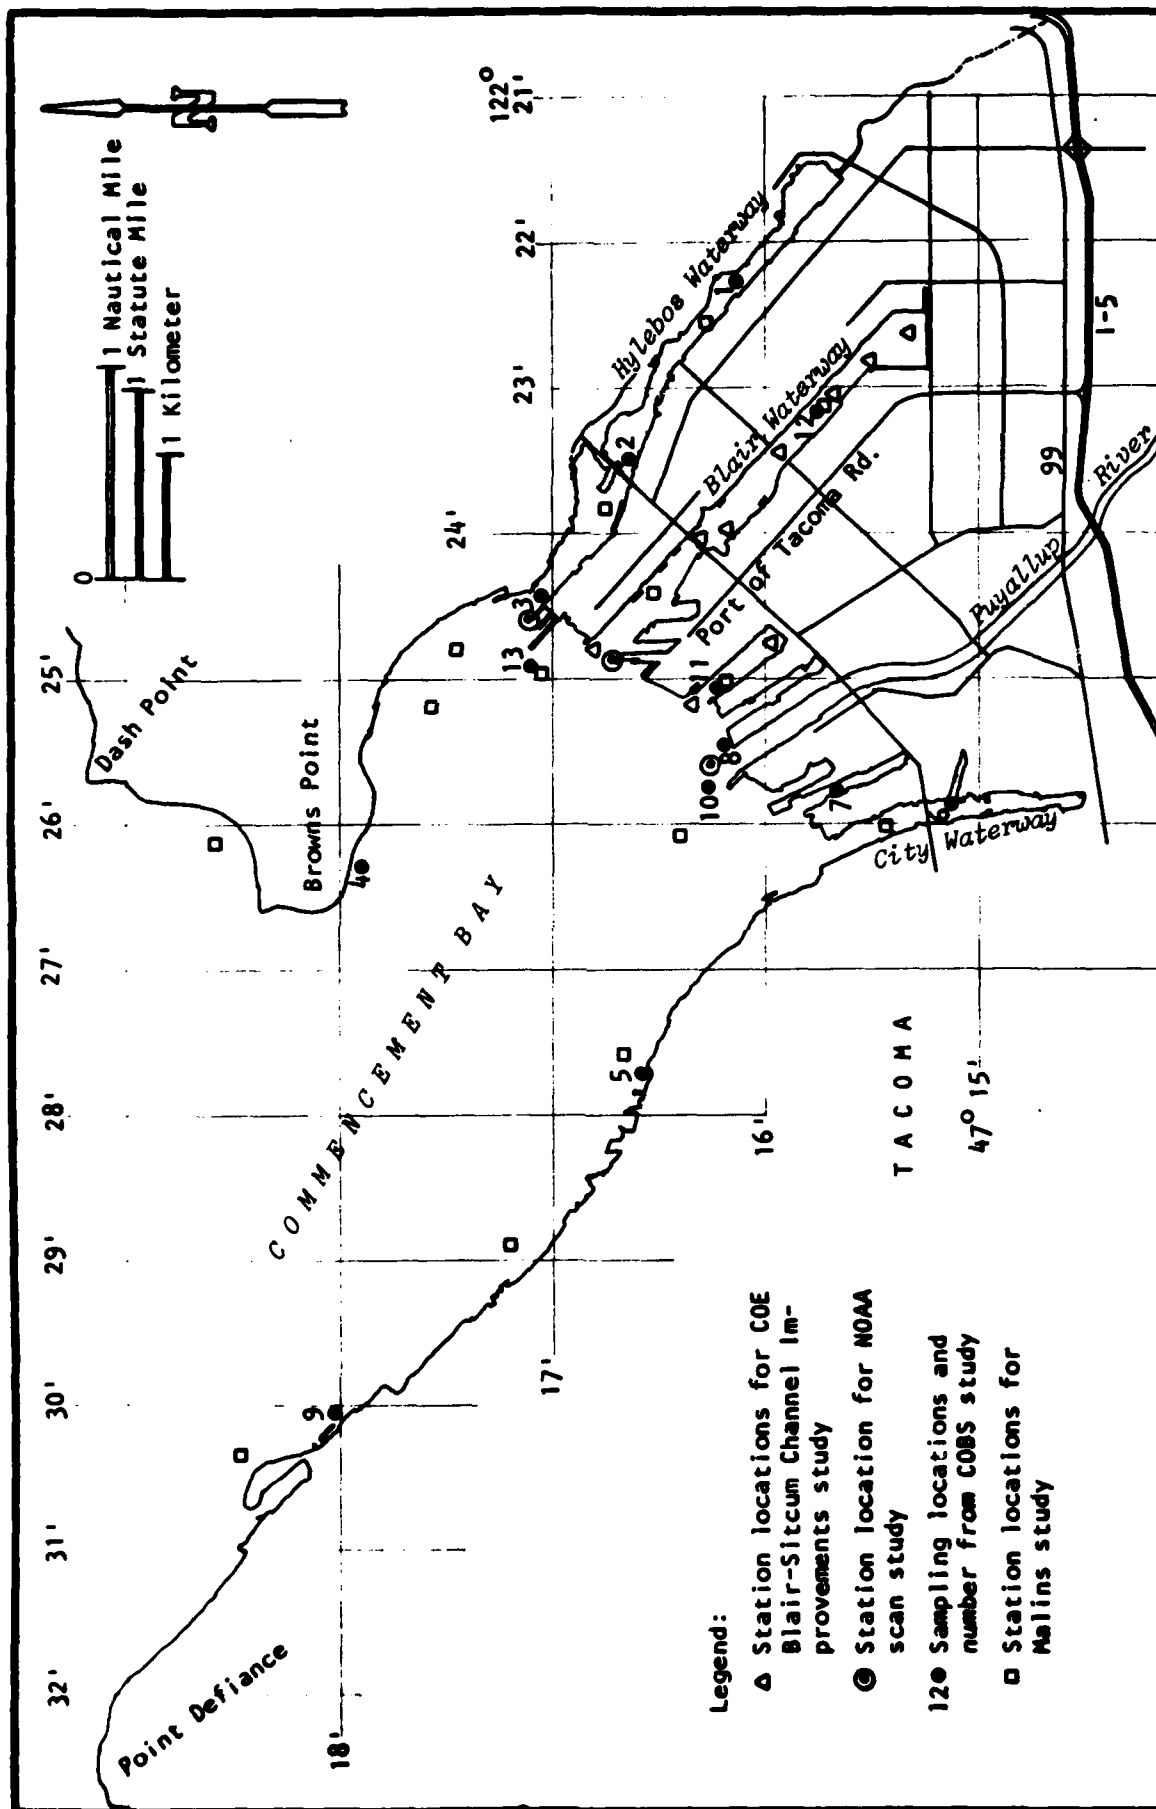 0
1 Nautical Mile
1 Statute Mile
1 Kilometer
N
32'
31'
30'
29'
28'
27'
26'
25'
24'
23'
22'
122°
21'
18'
17'
16'
47° 15'
Point Defiance
Dash Point
Browns Point
COMMENCEMENT BAY
TACOMA
Hylebos Waterway
Blair Waterway
Port of Tacoma Rd.
Puyallup River
City Waterway
99
I-5
1
2
3
4
5
7
8
9
10
11
12
13
Legend:
Station locations for COE
Blair-Sitcum Channel Im-
provements study
Station location for NOAA
scan study
12 Sampling locations and
number from COBS study
Station locations for
Malins study